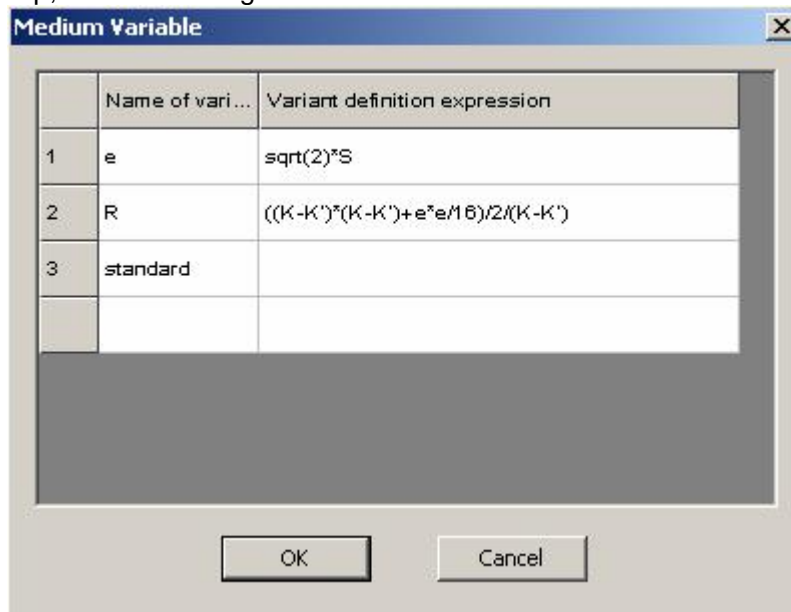 Medium Variable
Name of vari... Variant definition expression
1 e sqrt(2)*S
2 R ((K-K')*(K-K')+e*e/16)/2/(K-K')
3 standard
OK Cancel